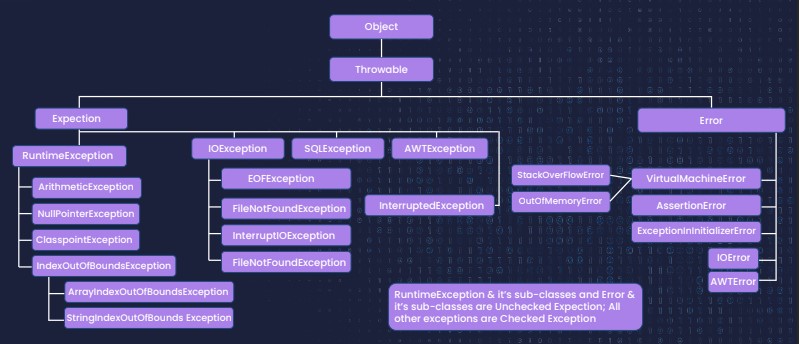 Object
Throwable
Expection
Error
RuntimeException
IOException
SQLException
AWTException
ArithmeticException
NullPointerException
ClasspointException
IndexOutOfBoundsException
ArrayIndexOutOfBoundsException
StringIndexOutOfBounds Exception
EOFException
FileNotFoundException
InterruptIOException
FileNotFoundException
InterruptedException
StackOverFlowError
OutOfMemoryError
VirtualMachineError
AssertionError
ExceptionInInitializerError
IOError
AWTError
RuntimeException & it's sub-classes and Error &
it's sub-classes are Unchecked Expection; All
other exceptions are Checked Exception